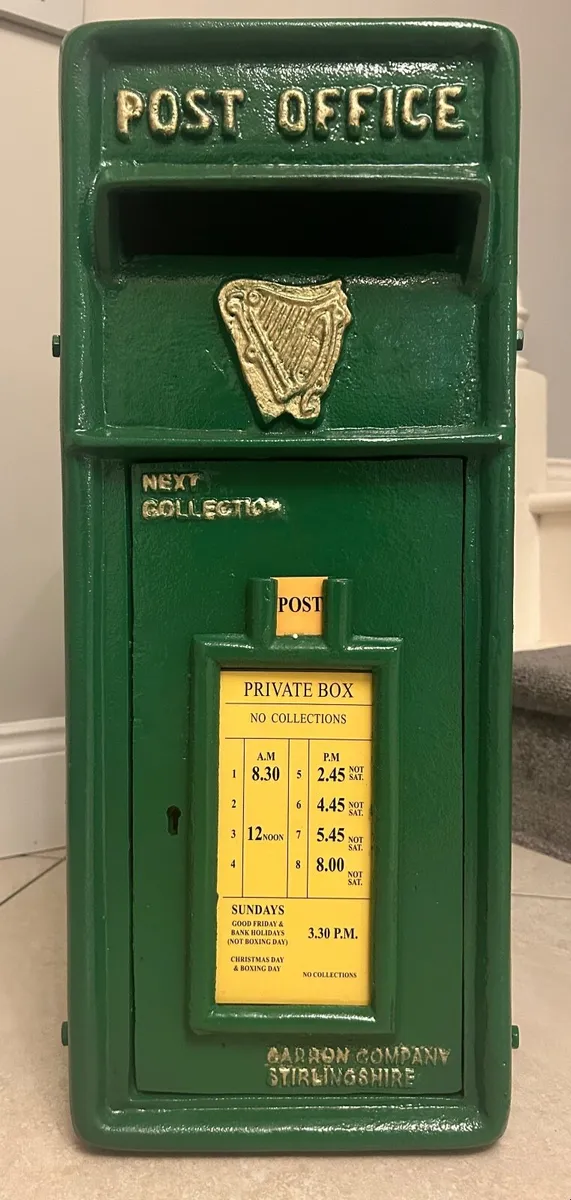 POST OFFICE
NEXT
COLLECTION
POST
PRIVATE BOX
NO COLLECTIONS
A.M P.M
1 8.30 5 2.45 NOT SAT.
2 6 4.45 NOT SAT.
3 12 NOON 7 5.45 NOT SAT.
4 8 8.00 NOT SAT.
SUNDAYS
GOOD FRIDAY &
BANK HOLIDAYS 3.30 P.M.
(NOT BOXING DAY)
CHRISTMAS DAY
& BOXING DAY NO COLLECTIONS
CARRON COMPANY
STIRLINGSHIRE